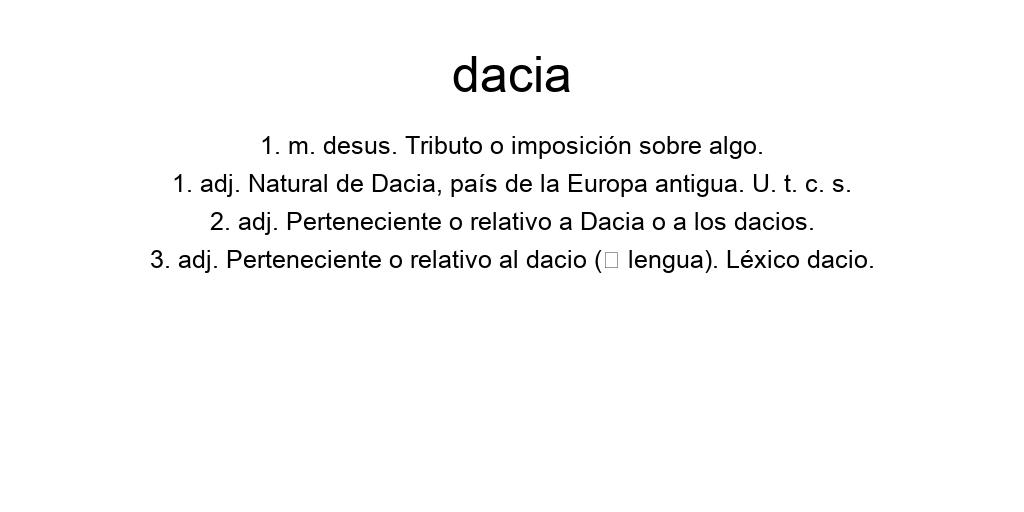 dacia
1. m. desus. Tributo o imposición sobre algo.
1. adj. Natural de Dacia, país de la Europa antigua. U. t. c. s.
2. adj. Perteneciente o relativo a Dacia o a los dacios.
3. adj. Perteneciente o relativo al dacio (□ lengua). Léxico dacio.